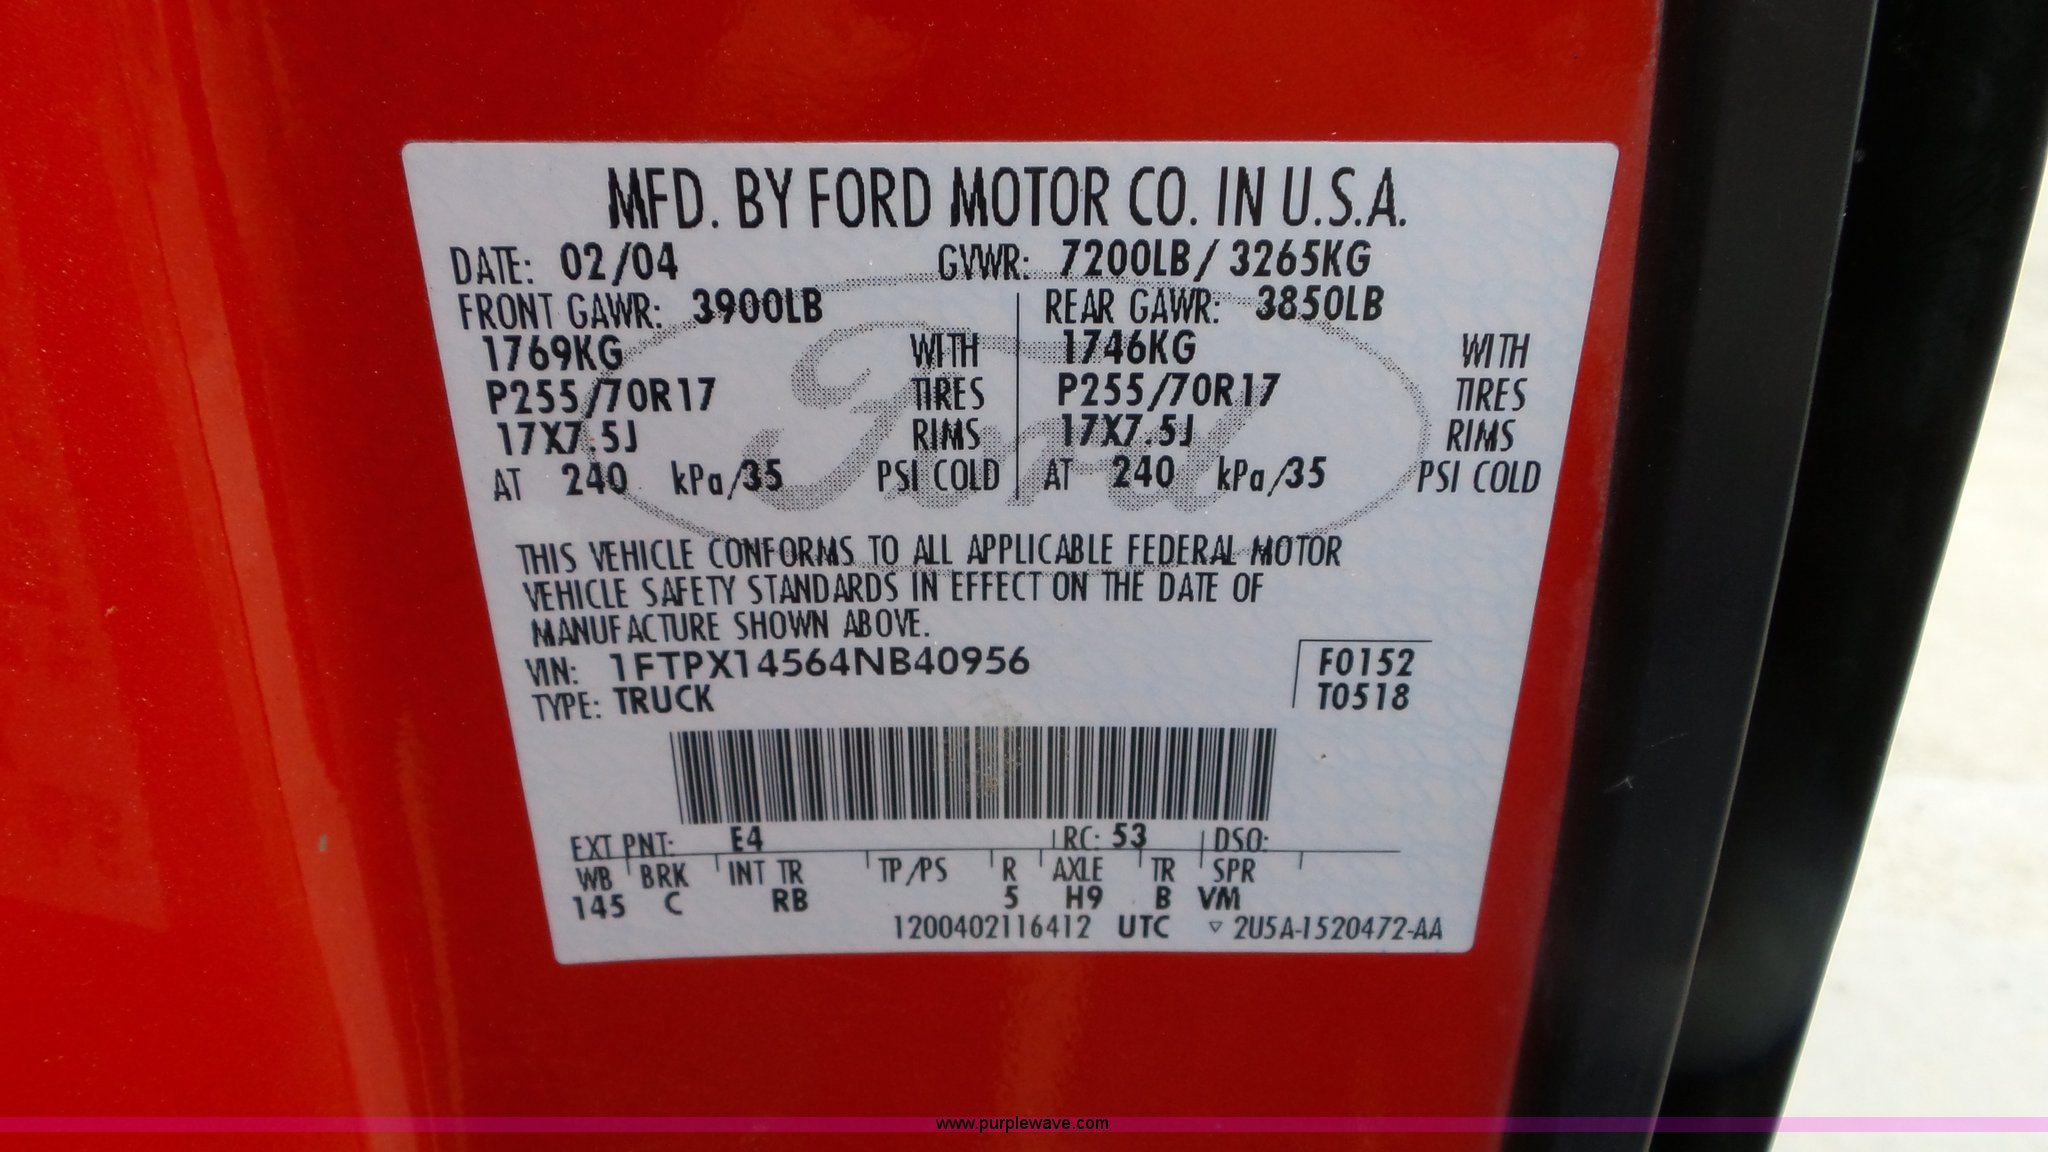 MFD. BY FORD MOTOR CO. IN U.S.A.
DATE: 02/04 GVWR: 7200LB/ 3265KG
FRONT GAWR: 3900LB REAR GAWR: 3850LB
1769KG WITH 1746KG WITH
P255/70R17 TIRES P255/70R17 TIRES
17X7.5J RIMS 17X7.5J RIMS
AT 240 kPa/35 PSI COLD AT 240 kPa/35 PSI COLD
Ford
THIS VEHICLE CONFORMS TO ALL APPLICABLE FEDERAL MOTOR
VEHICLE SAFETY STANDARDS IN EFFECT ON THE DATE OF
MANUFACTURE SHOWN ABOVE.
VIN: 1FTPX14564NB40956 F0152
TYPE: TRUCK T0518
EXT PNT: E4 RC: 53 DSO:
WB BRK INT TR TP/PS R AXLE TR SPR
145 C RB 5 H9 B VM
1200402116412 UTC ▽ 2U5A-1520472-AA
www.purplewave.com